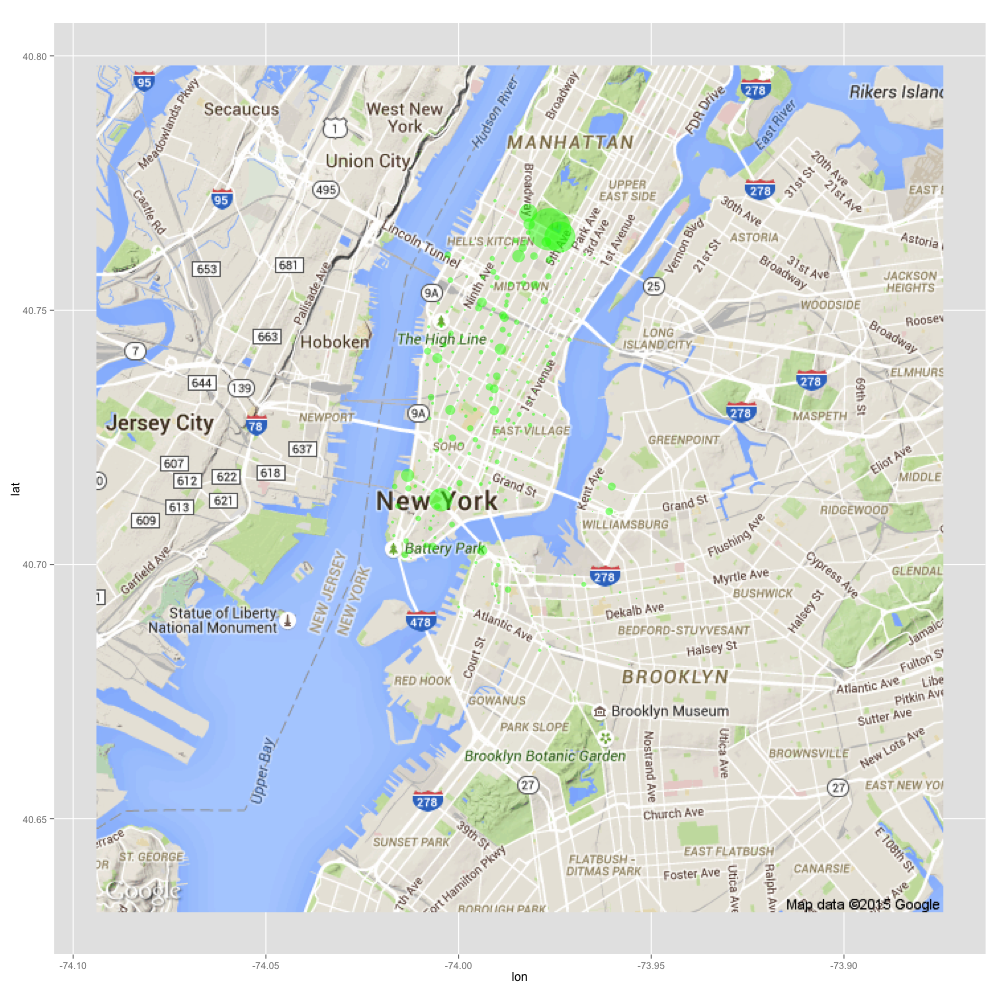 40.80
40.75
40.70
40.65
lat
-74.10
-74.05
-74.00
-73.95
-73.90
lon
95
Meadowlands Pkwy
Secaucus
West New
York
1
Union City
495
95
Castle Rd
Hudson River
Broadway
MANHATTAN
FDR Drive
278
East River
Rikers Islanc
278
31st St
20th Ave
21st Ave
EAST E
UPPER
EAST SIDE
Broadway
30th Ave
ASTORIA
Astoria
Park Ave
3rd Ave
1st Avenue
Vernon Blvd
21st St
31st Ave
Broadway
Lincoln Tunnel
HELL'S KITCHEN
5th Ave
653
681
Palisade Ave
9A
Ninth Ave
MIDTOWN
25
JACKSON
HEIGHTS
WOODSIDE
663
Hoboken
The High Line
LONG
ISLAND CITY
Roosev
Broadway
7
644
139
1st Avenue
278
ELMHURS
69th St
9A
Jersey City
78
NEWPORT
278
MASPETH
637
SOHO
EAST VILLAGE
GREENPOINT
607
612
622
618
0
613
621
609
New York
Grand St
Kent Ave
Grand St
Eliot Ave
MIDDLE
RIDGEWOOD
WILLIAMSBURG
Flushing Ave
Garfield Ave
Battery Park
278
Myrtle Ave
BUSHWICK
Cypress Ave
GLENDAL
1
NEW JERSEY
NEW YORK
Statue of Liberty
National Monument
478
Atlantic Ave
Dekalb Ave
BEDFORD-STUYVESANT
Halsey St
Halsey St
Jamaic
Court St
Fulton St
RED HOOK
BROOKLYN
Atlantic Ave
Libe
Pitkin Ave
GOWANUS
Brooklyn Museum
Sutter Ave
PARK SLOPE
Nostrand Ave
Utica Ave
BROWNSVILLE
New Lots Ave
Upper Bay
Brooklyn Botanic Garden
27
27
EAST NEW YOR
278
Church Ave
errace
39th St
SUNSET PARK
EAST FLATBUSH
E 108th St
OR
ST. GEORGE
FLATBUSH -
DITMAS PARK
Foster Ave
CANARSIE
7th Ave
ort Hamilton Pkwy
Utica Ave
Ralph A
Google
BOROUGH PARK
Map data ©2015 Google